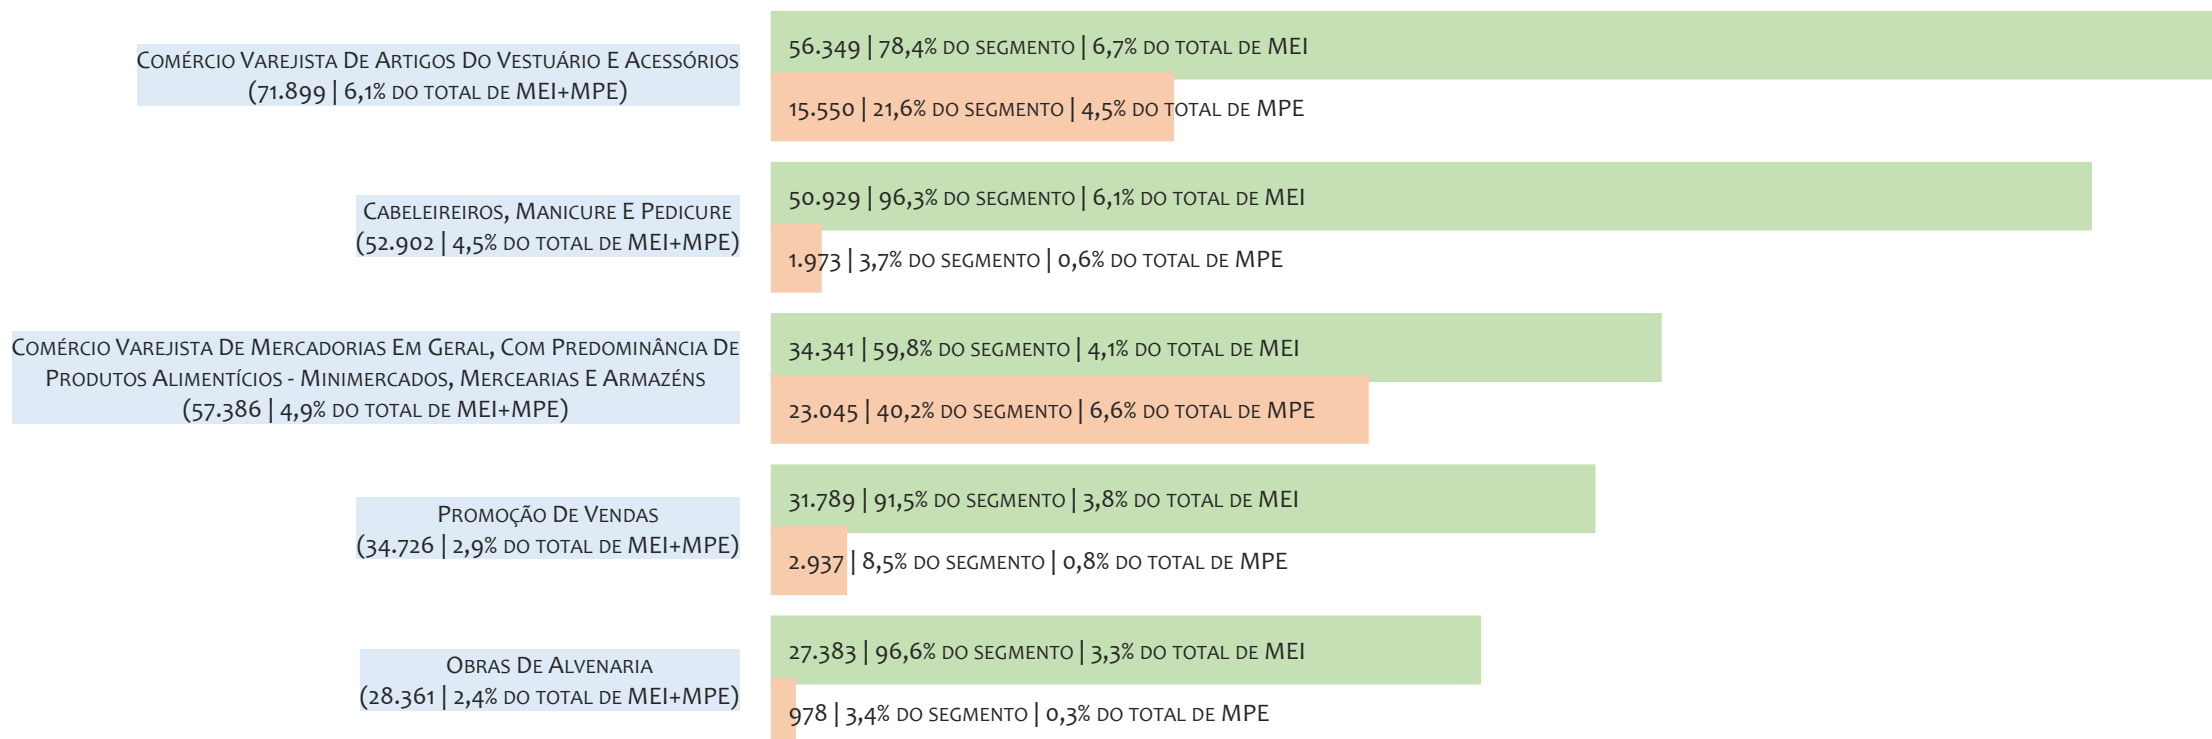 Comércio Varejista De Artigos Do Vestuário E Acessórios
(71.899 | 6,1% do total de MEI+MPE)
56.349 | 78,4% do segmento | 6,7% do total de MEI
15.550 | 21,6% do segmento | 4,5% do total de MPE
Cabeleireiros, Manicure E Pedicure
(52.902 | 4,5% do total de MEI+MPE)
50.929 | 96,3% do segmento | 6,1% do total de MEI
1.973 | 3,7% do segmento | 0,6% do total de MPE
Comércio Varejista De Mercadorias Em Geral, Com Predominância De
Produtos Alimentícios - Minimercados, Mercearias E Armazéns
(57.386 | 4,9% do total de MEI+MPE)
34.341 | 59,8% do segmento | 4,1% do total de MEI
23.045 | 40,2% do segmento | 6,6% do total de MPE
Promoção De Vendas
(34.726 | 2,9% do total de MEI+MPE)
31.789 | 91,5% do segmento | 3,8% do total de MEI
2.937 | 8,5% do segmento | 0,8% do total de MPE
Obras De Alvenaria
(28.361 | 2,4% do total de MEI+MPE)
27.383 | 96,6% do segmento | 3,3% do total de MEI
978 | 3,4% do segmento | 0,3% do total de MPE